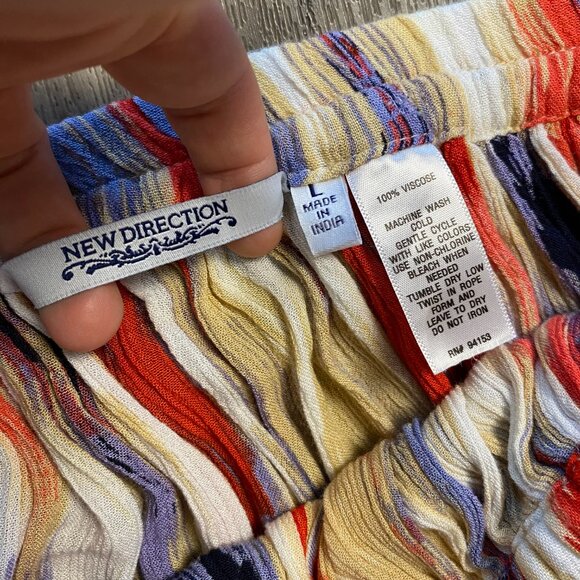 NEW DIRECTION
L
MADE
IN
INDIA
100% VISCOSE
MACHINE WASH
COLD
GENTLE CYCLE
WITH LIKE COLORS
USE NON-CHLORINE
BLEACH WHEN
NEEDED
TUMBLE DRY LOW
TWIST IN ROPE
FORM AND
LEAVE TO DRY
DO NOT IRON
RN# 94153